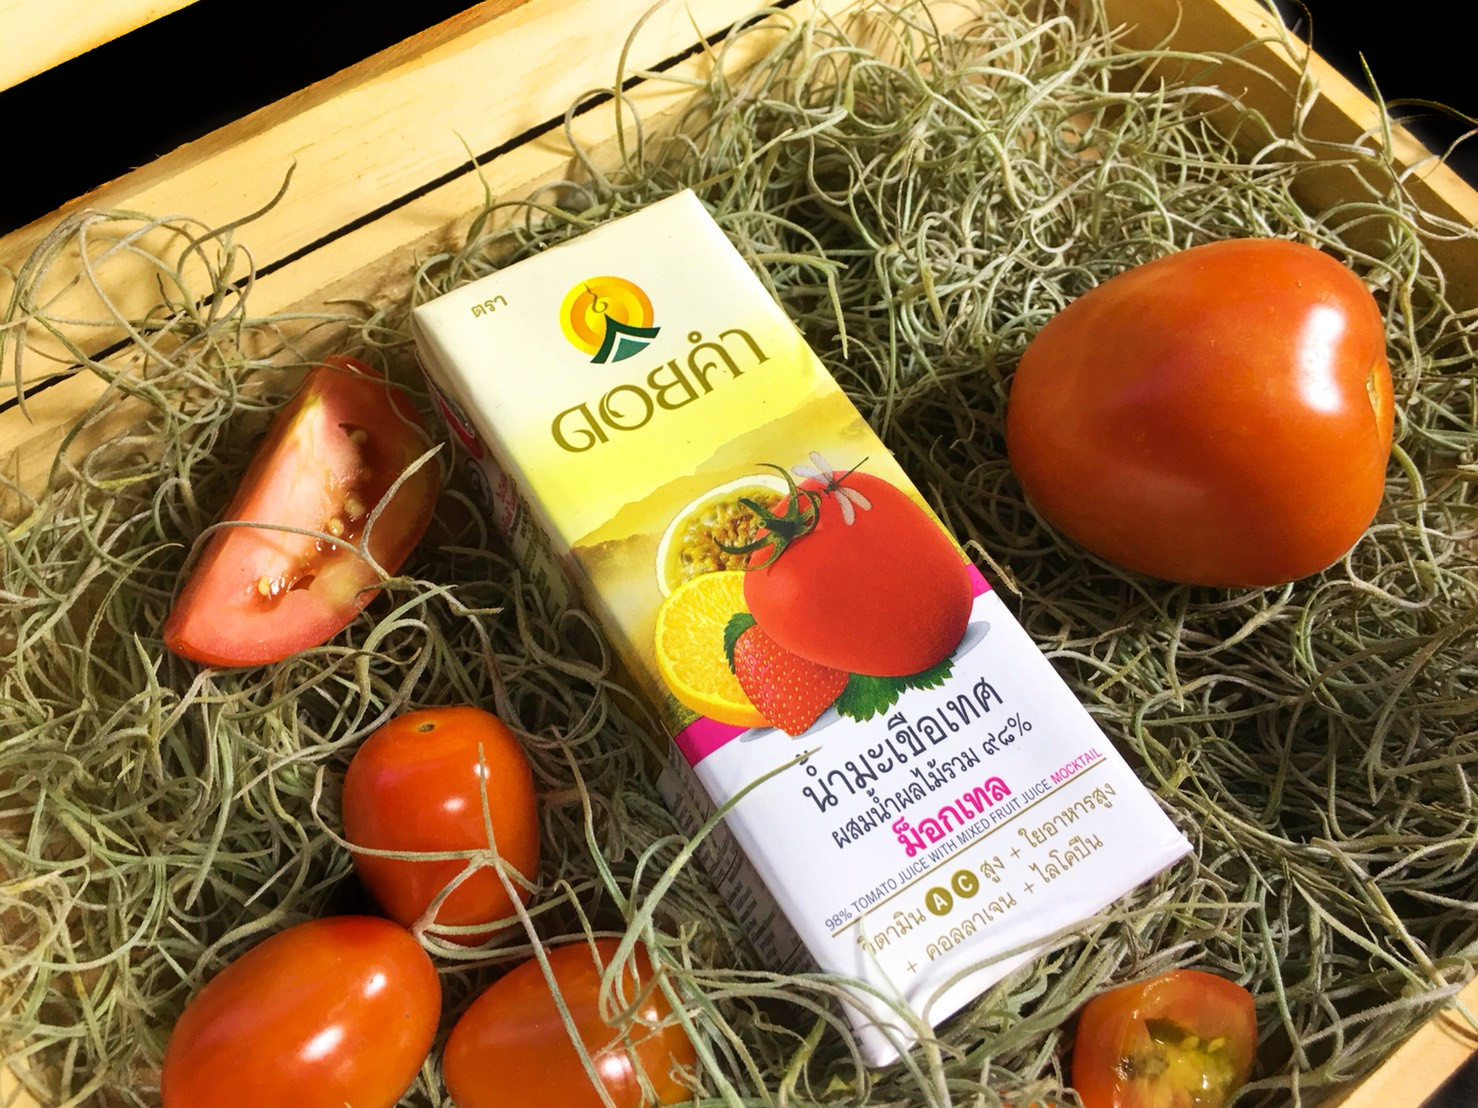 ตรา
ดอยคำ
น้ำมะเขือเทศ
ผสมน้ำผลไม้รวม ๙๘%
ม็อกเทล
98% TOMATO JUICE WITH MIXED FRUIT JUICE MOCKTAIL
วิตามิน A C สูง + ใยอาหารสูง
+ คอลลาเจน + ไลโคปีน